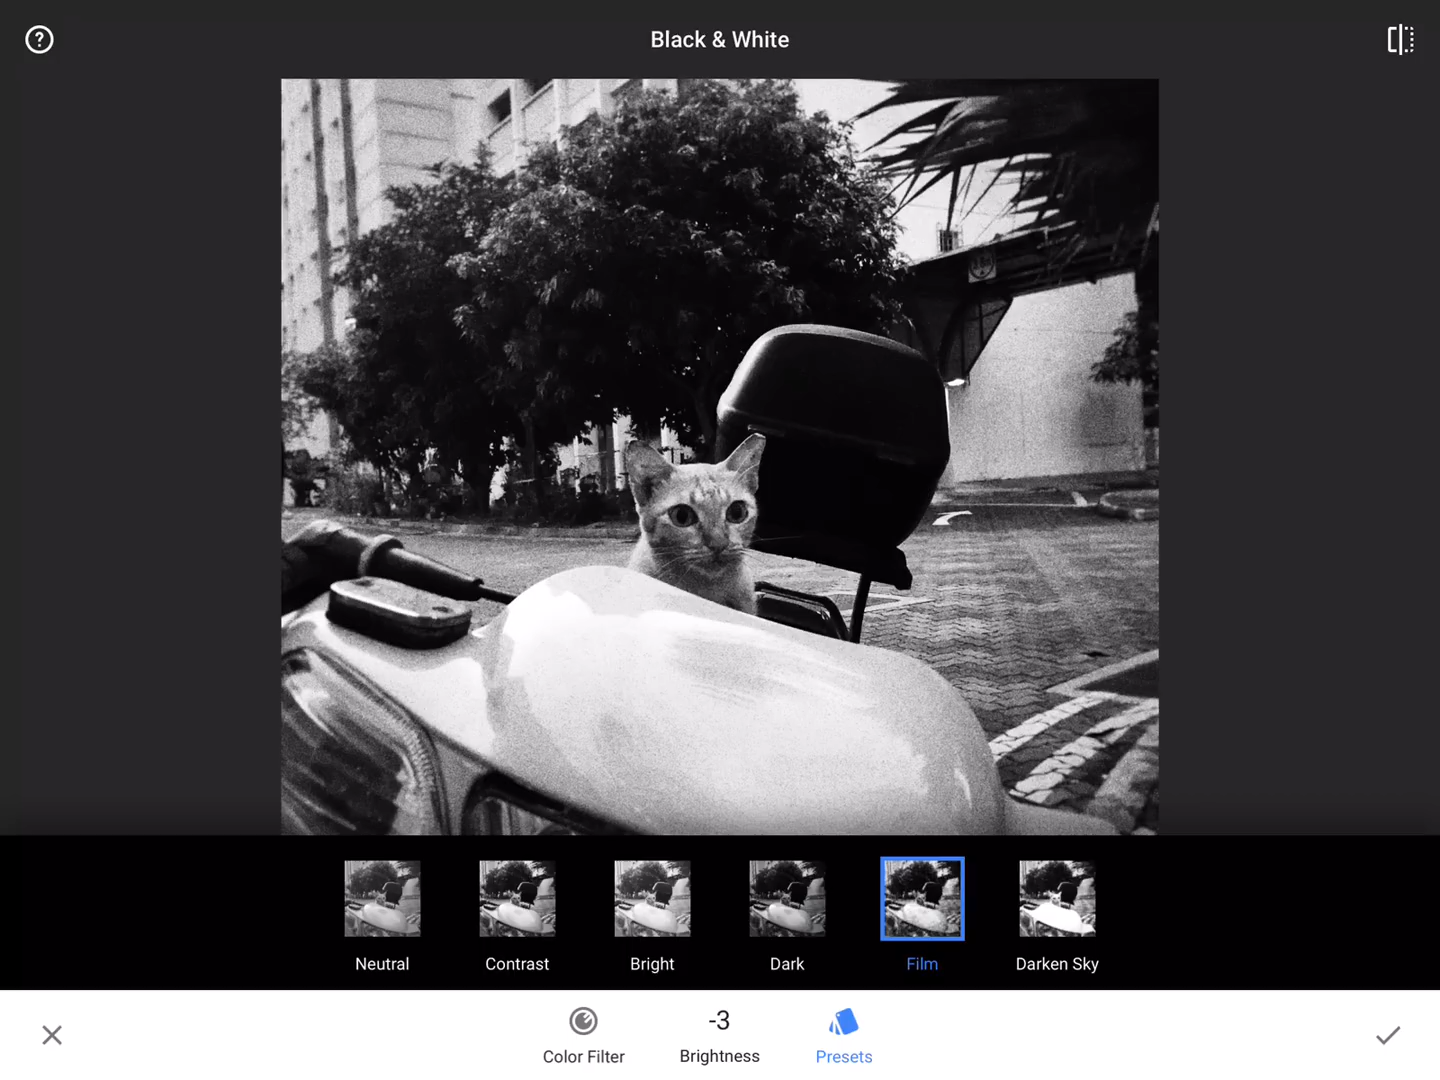 Black & White
Neutral
Contrast
Bright
Dark
Film
Darken Sky
-3
Color Filter
Brightness
Presets